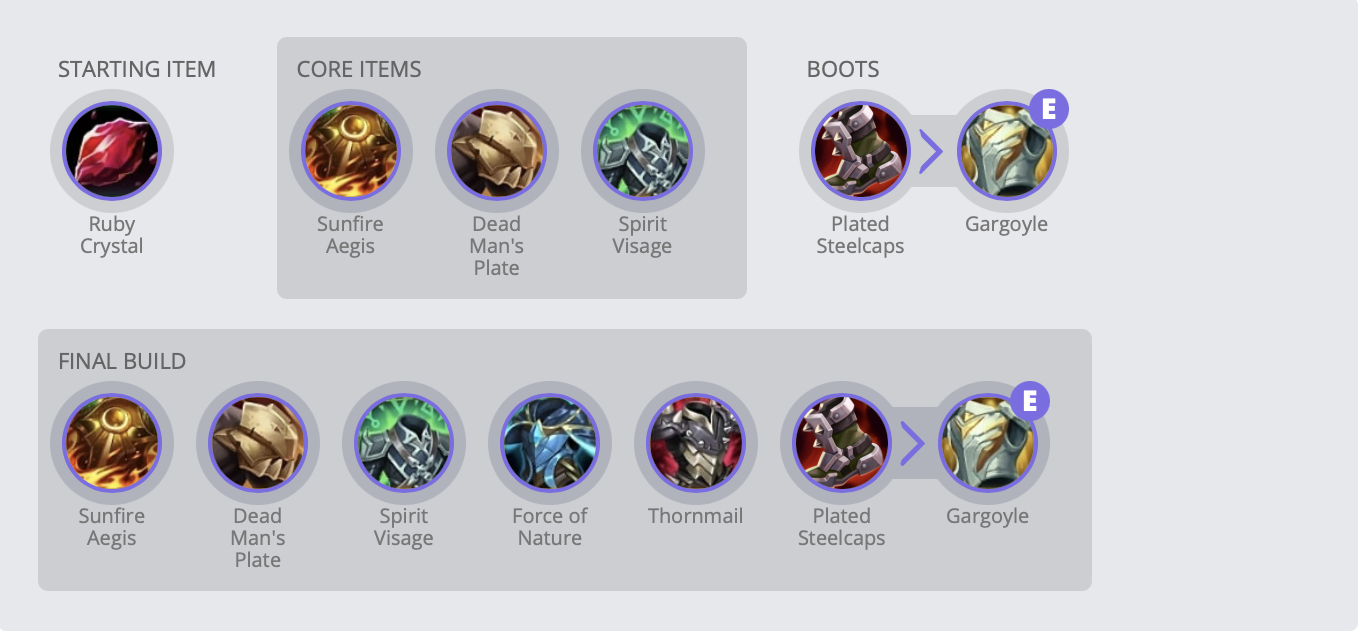 STARTING ITEM
Ruby
Crystal
CORE ITEMS
Sunfire
Aegis
Dead
Man's
Plate
Spirit
Visage
BOOTS
Plated
Steelcaps
E
Gargoyle
FINAL BUILD
Sunfire
Aegis
Dead
Man's
Plate
Spirit
Visage
Force of
Nature
Thornmail
Plated
Steelcaps
E
Gargoyle